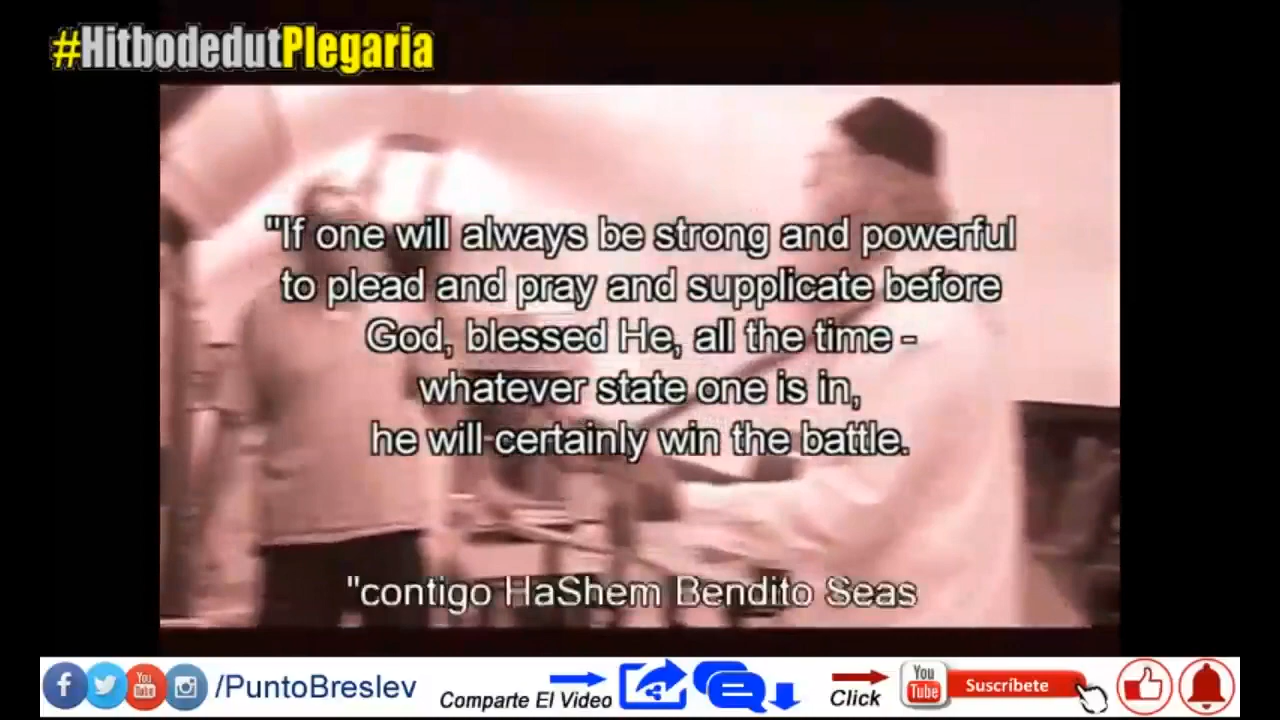 #HitbodedutPlegaria
"If one will always be strong and powerful
to plead and pray and supplicate before
God, blessed He, all the time -
whatever state one is in,
he will certainly win the battle.
"contigo HaShem Bendito Seas
/PuntoBreslev
Comparte El Video
Click
You
Tube
Suscríbete